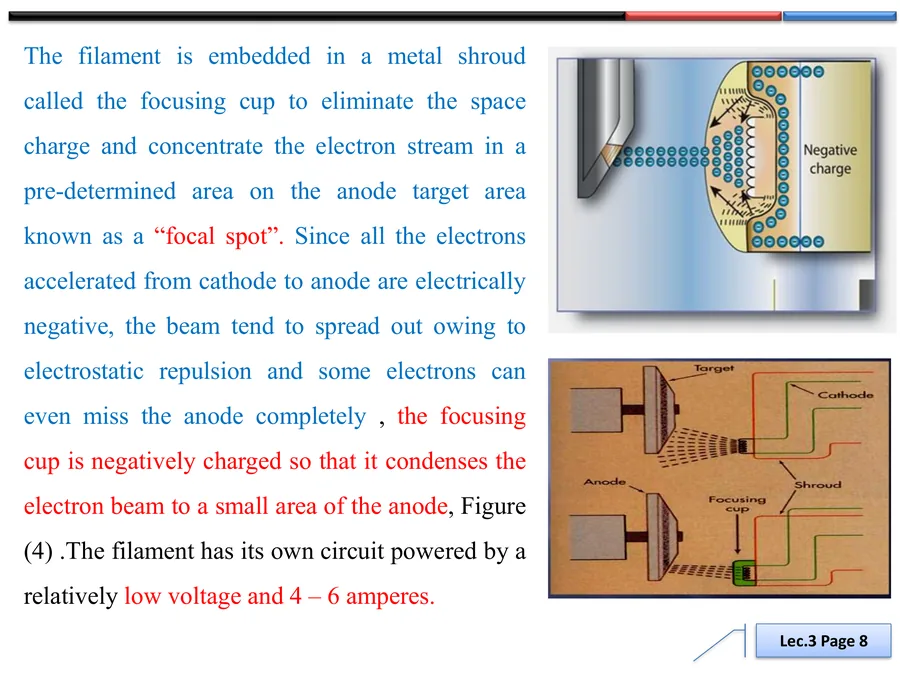 The filament is embedded in a metal shroud
called the focusing cup to eliminate the space
charge and concentrate the electron stream in a
pre-determined area on the anode target area
known as a “focal spot”. Since all the electrons
accelerated from cathode to anode are electrically
negative, the beam tend to spread out owing to
electrostatic repulsion and some electrons can
even miss the anode completely , the focusing
cup is negatively charged so that it condenses the
electron beam to a small area of the anode, Figure
(4) .The filament has its own circuit powered by a
relatively low voltage and 4 – 6 amperes.
Negative
charge
Target
Cathode
Shroud
Anode
Focusing
cup
Lec.3 Page 8